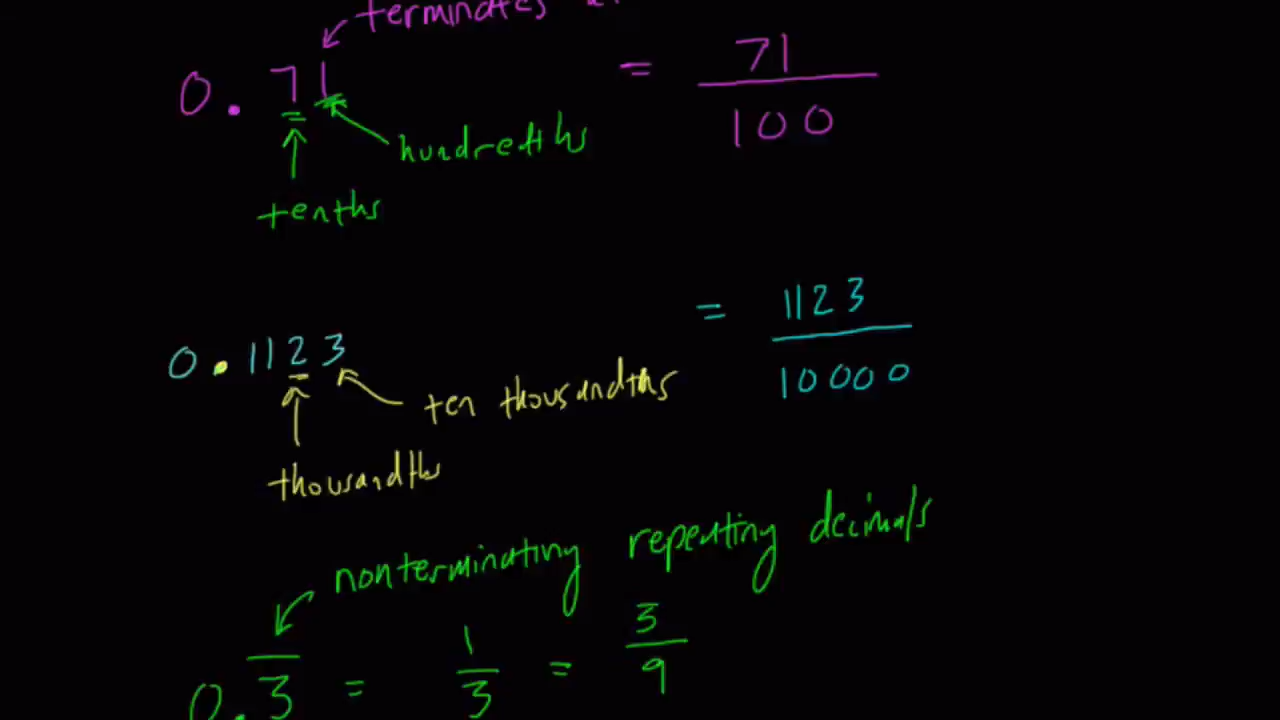 terminates
0.71 = 71/100
hundredths
tenths
0.1123 = 1123/10000
ten thousandths
thousandths
nonterminating repeating decimals
0.3̅ = 1/3 = 3/9